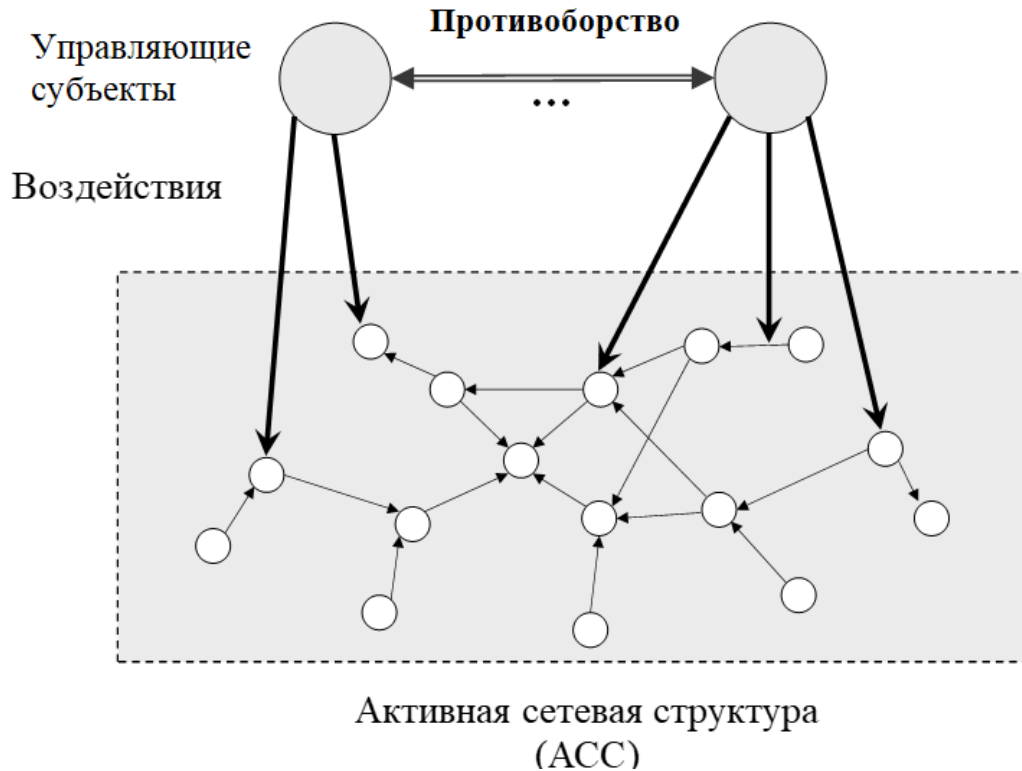 Противоборство
Управляющие
субъекты
...
Воздействия
Активная сетевая структура
(АСС)